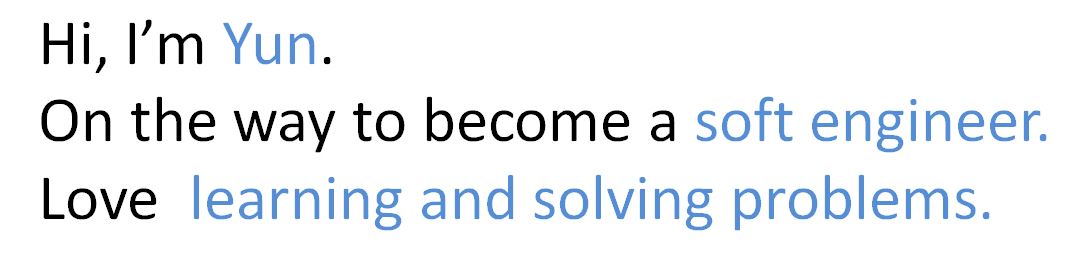 Hi, I’m Yun.
On the way to become a soft engineer.
Love  learning and solving problems.